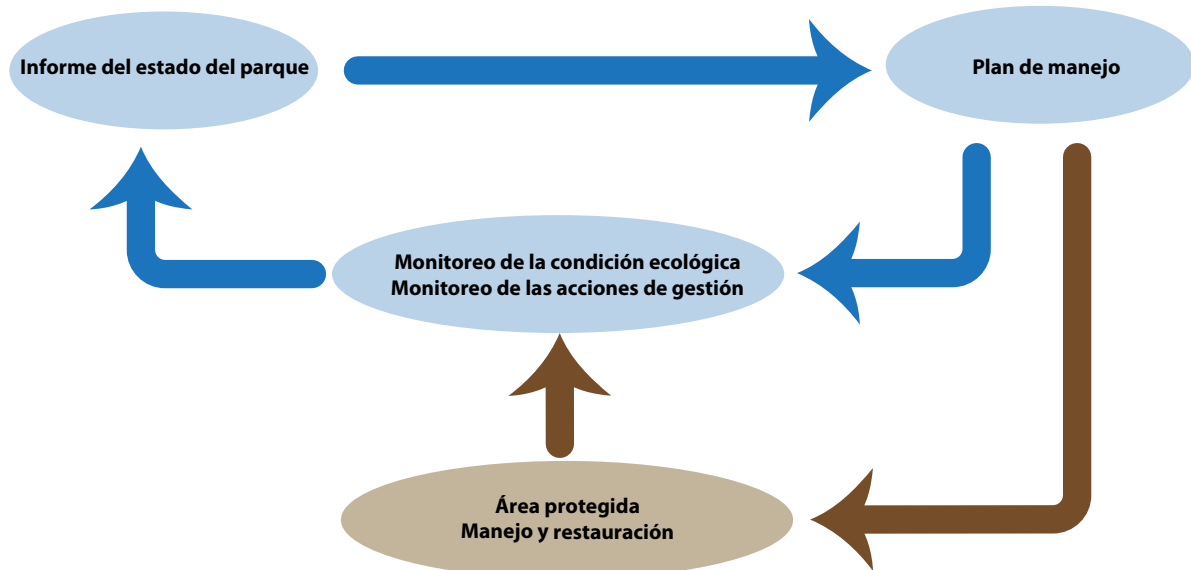 Informe del estado del parque
Plan de manejo
Monitoreo de la condición ecológica
Monitoreo de las acciones de gestión
Área protegida
Manejo y restauración